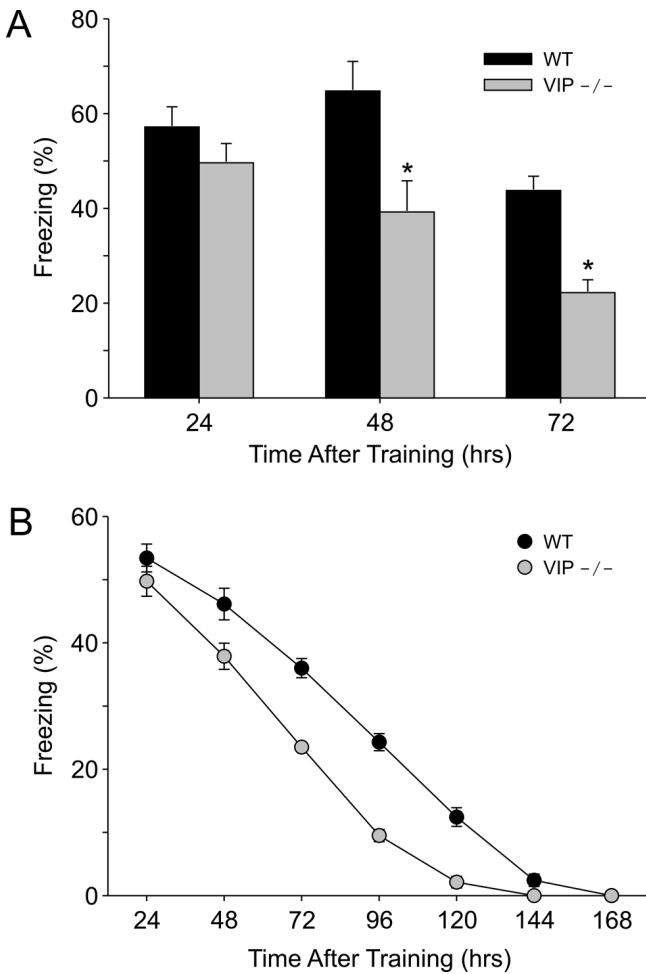 A
80
WT
VIP −/−
60
*
40
*
20
0
Freezing (%)
24 48 72
Time After Training (hrs)
B
60
WT
VIP −/−
40
20
0
Freezing (%)
24 48 72 96 120 144 168
Time After Training (hrs)